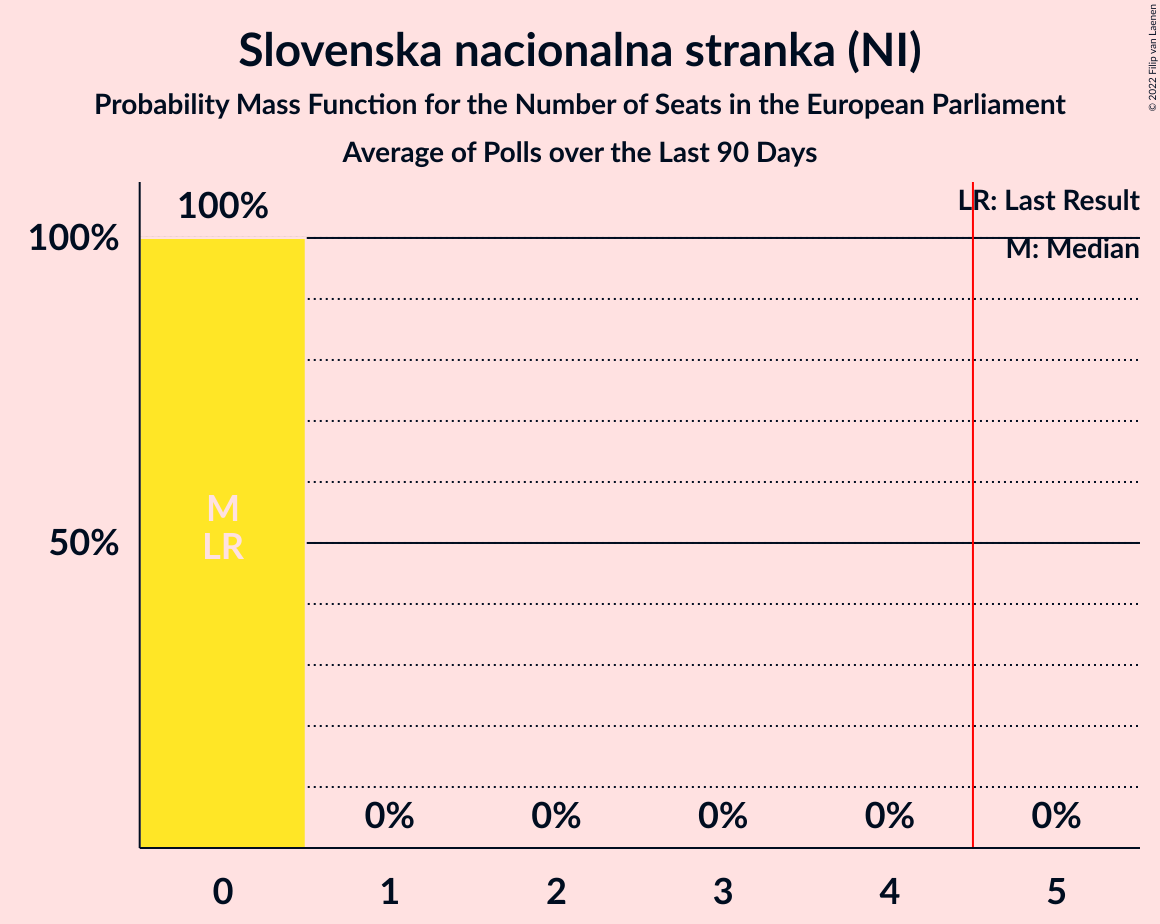 Slovenska nacionalna stranka (NI)
Probability Mass Function for the Number of Seats in the European Parliament
Average of Polls over the Last 90 Days
© 2022 Filip van Laenen
LR: Last Result
M: Median
100%
100%
50%
M
LR
0%
0%
0%
0%
0%
0
1
2
3
4
5